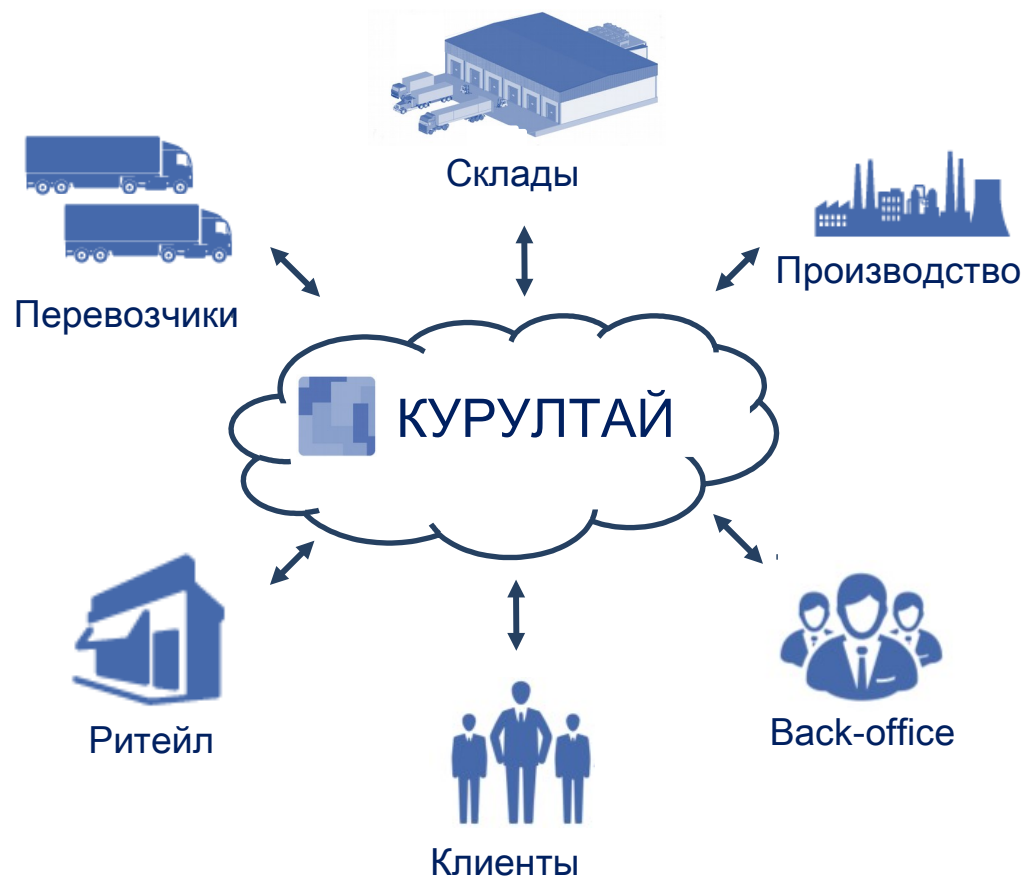 Склады
Перевозчики
Производство
КУРУЛТАЙ
Ритейл
Back-office
Клиенты